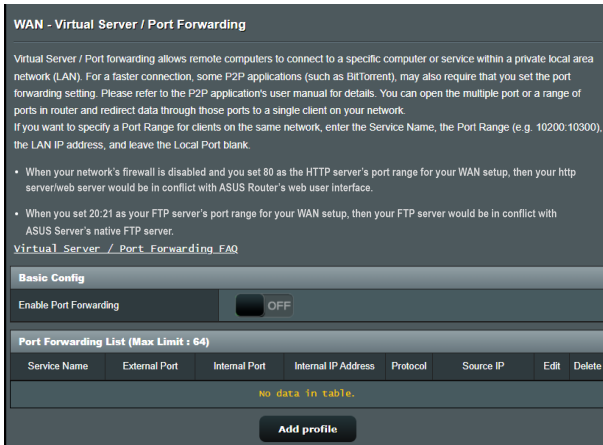 WAN - Virtual Server / Port Forwarding
Virtual Server / Port forwarding allows remote computers to connect to a specific computer or service within a private local area
network (LAN). For a faster connection, some P2P applications (such as BitTorrent), may also require that you set the port
forwarding setting. Please refer to the P2P application's user manual for details. You can open the multiple port or a range of
ports in router and redirect data through those ports to a single client on your network.
If you want to specify a Port Range for clients on the same network, enter the Service Name, the Port Range (e.g. 10200:10300),
the LAN IP address, and leave the Local Port blank.
• When your network's firewall is disabled and you set 80 as the HTTP server's port range for your WAN setup, then your http
server/web server would be in conflict with ASUS Router's web user interface.
• When you set 20:21 as your FTP server's port range for your WAN setup, then your FTP server would be in conflict with
ASUS Server's native FTP server.
Virtual Server / Port Forwarding FAQ
Basic Config
Enable Port Forwarding OFF
Port Forwarding List (Max Limit : 64)
Service Name External Port Internal Port Internal IP Address Protocol Source IP Edit Delete
No data in table.
Add profile